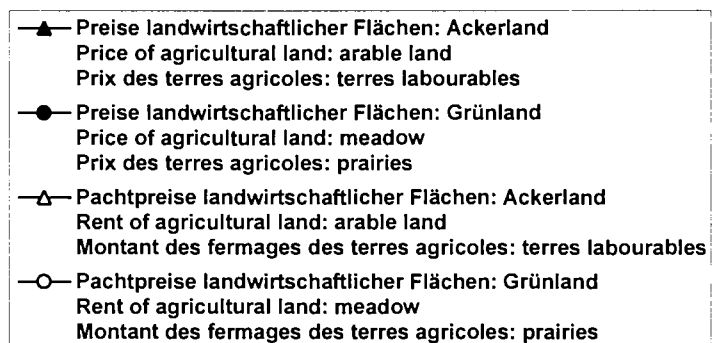 Preise landwirtschaftlicher Flächen: Ackerland
Price of agricultural land: arable land
Prix des terres agricoles: terres labourables
Preise landwirtschaftlicher Flächen: Grünland
Price of agricultural land: meadow
Prix des terres agricoles: prairies
Pachtpreise landwirtschaftlicher Flächen: Ackerland
Rent of agricultural land: arable land
Montant des fermages des terres agricoles: terres labourables
Pachtpreise landwirtschaftlicher Flächen: Grünland
Rent of agricultural land: meadow
Montant des fermages des terres agricoles: prairies